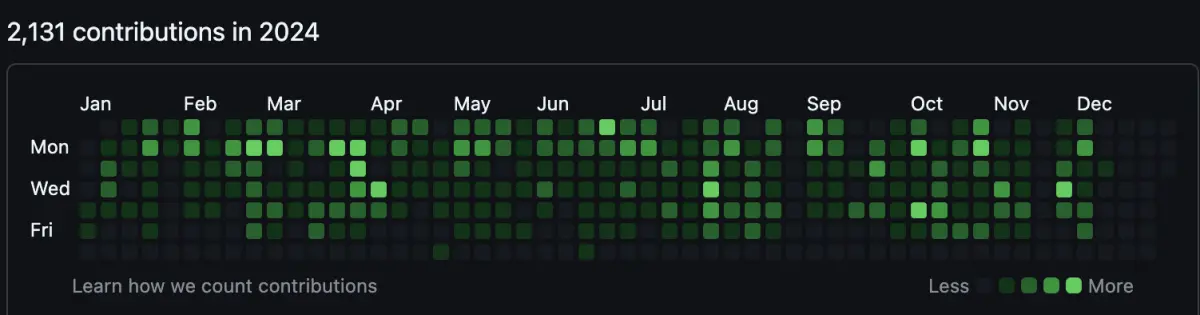 2,131 contributions in 2024
Jan Feb Mar Apr May Jun Jul Aug Sep Oct Nov Dec
Mon
Wed
Fri
Learn how we count contributions
Less More